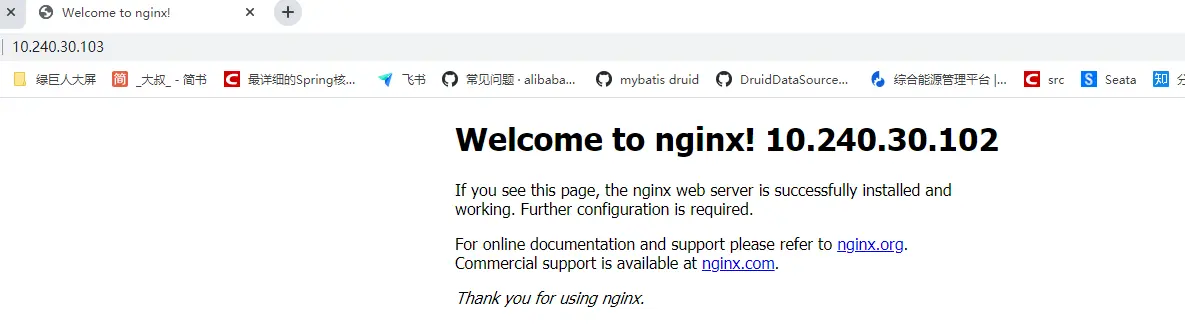 Welcome to nginx!
10.240.30.103
绿巨人大屏 简 _大叔_ - 简书 C 最详细的Spring核... 飞书 常见问题 · alibaba... mybatis druid DruidDataSource... 综合能源管理平台 |... C src S Seata 知
Welcome to nginx! 10.240.30.102
If you see this page, the nginx web server is successfully installed and
working. Further configuration is required.
For online documentation and support please refer to nginx.org.
Commercial support is available at nginx.com.
Thank you for using nginx.